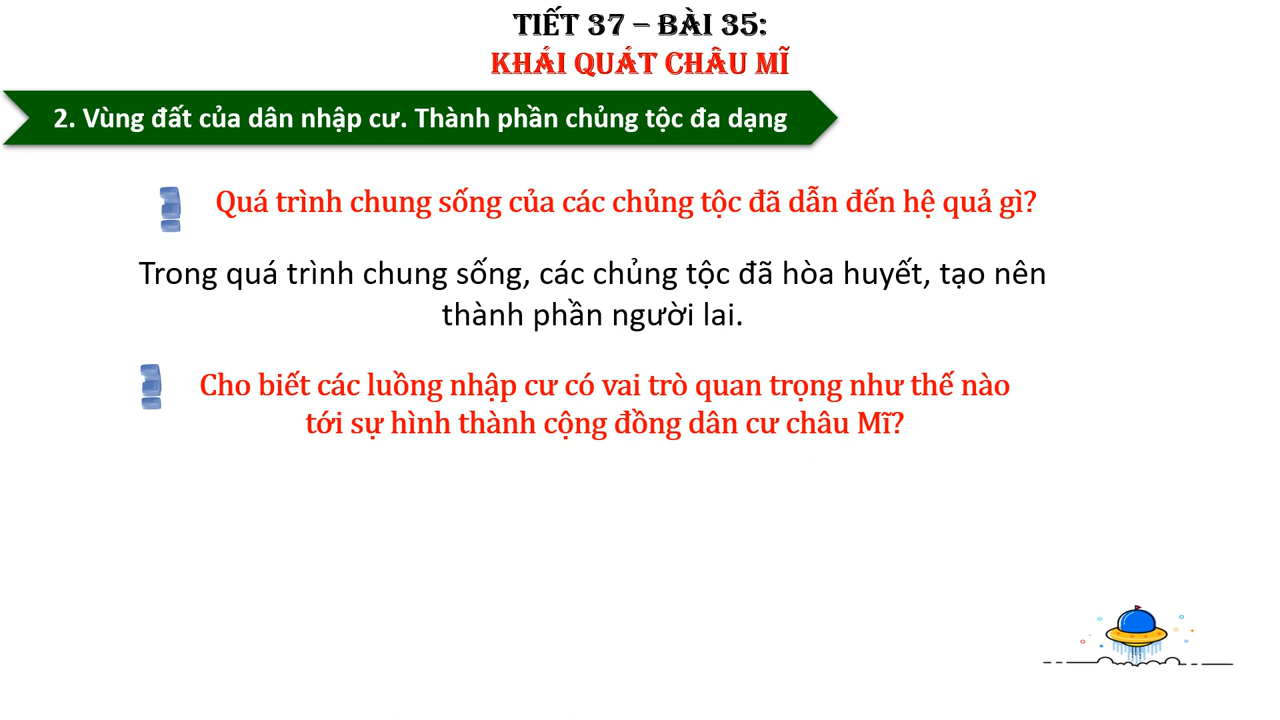 TIẾT 37 – BÀI 35:
KHÁI QUÁT CHÂU MĨ
2. Vùng đất của dân nhập cư. Thành phần chủng tộc đa dạng
Quá trình chung sống của các chủng tộc đã dẫn đến hệ quả gì?
Trong quá trình chung sống, các chủng tộc đã hòa huyết, tạo nên
thành phần người lai.
Cho biết các luồng nhập cư có vai trò quan trọng như thế nào
tới sự hình thành cộng đồng dân cư châu Mĩ?